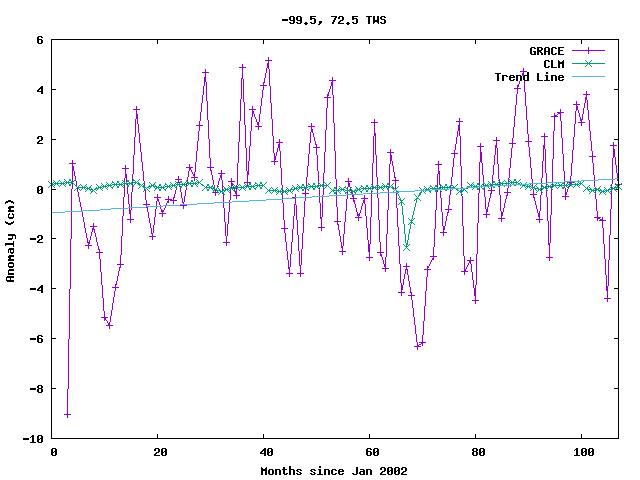 -99.5, 72.5 TWS
GRACE
CLM
Trend Line
6
4
2
0
-2
-4
-6
-8
-10
Anomaly (cm)
0 20 40 60 80 100
Months since Jan 2002